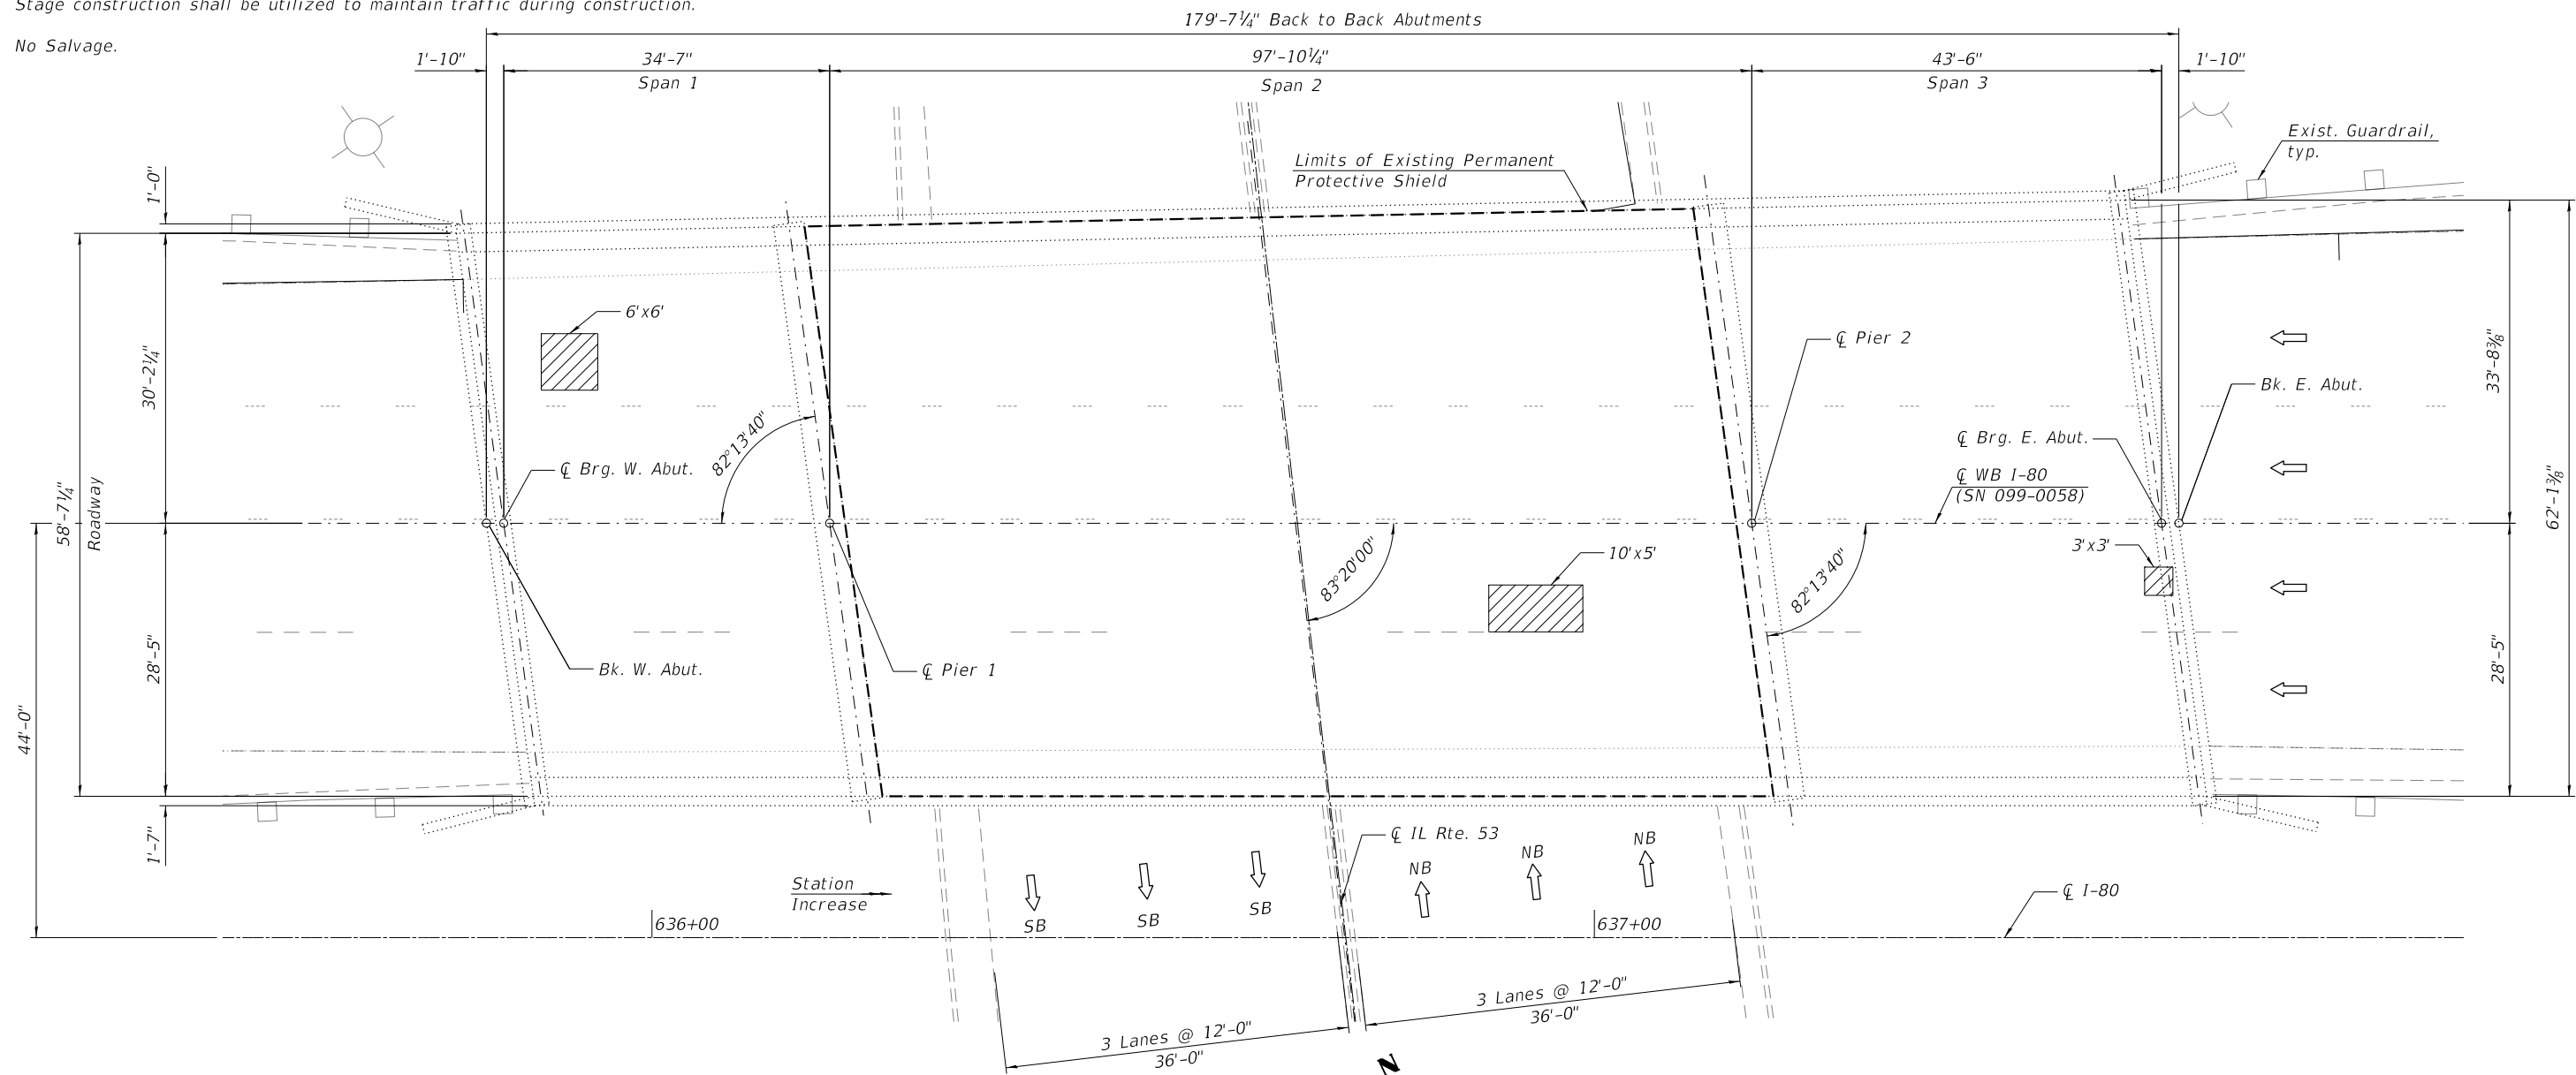 Stage construction shall be utilized to maintain traffic during construction.
No Salvage.
179'-7¼" Back to Back Abutments
1'-10"
34'-7"
97'-10¼"
43'-6"
1'-10"
Span 1
Span 2
Span 3
Exist. Guardrail,
typ.
Limits of Existing Permanent
Protective Shield
1'-0"
6'x6'
℄ Pier 2
30'-2¼"
33'-8⅜"
Bk. E. Abut.
82°13'40"
℄ Brg. E. Abut.
℄ Brg. W. Abut.
℄ WB I-80
(SN 099-0058)
58'-7¼"
Roadway
62'-1⅜"
3'x3'
10'x5'
83°20'00"
82°13'40"
28'-5"
28'-5"
Bk. W. Abut.
℄ Pier 1
44'-0"
1'-7"
℄ IL Rte. 53
NB
NB
NB
Station
Increase
SB
SB
SB
℄ I-80
636+00
637+00
3 Lanes @ 12'-0"
36'-0"
3 Lanes @ 12'-0"
36'-0"
N